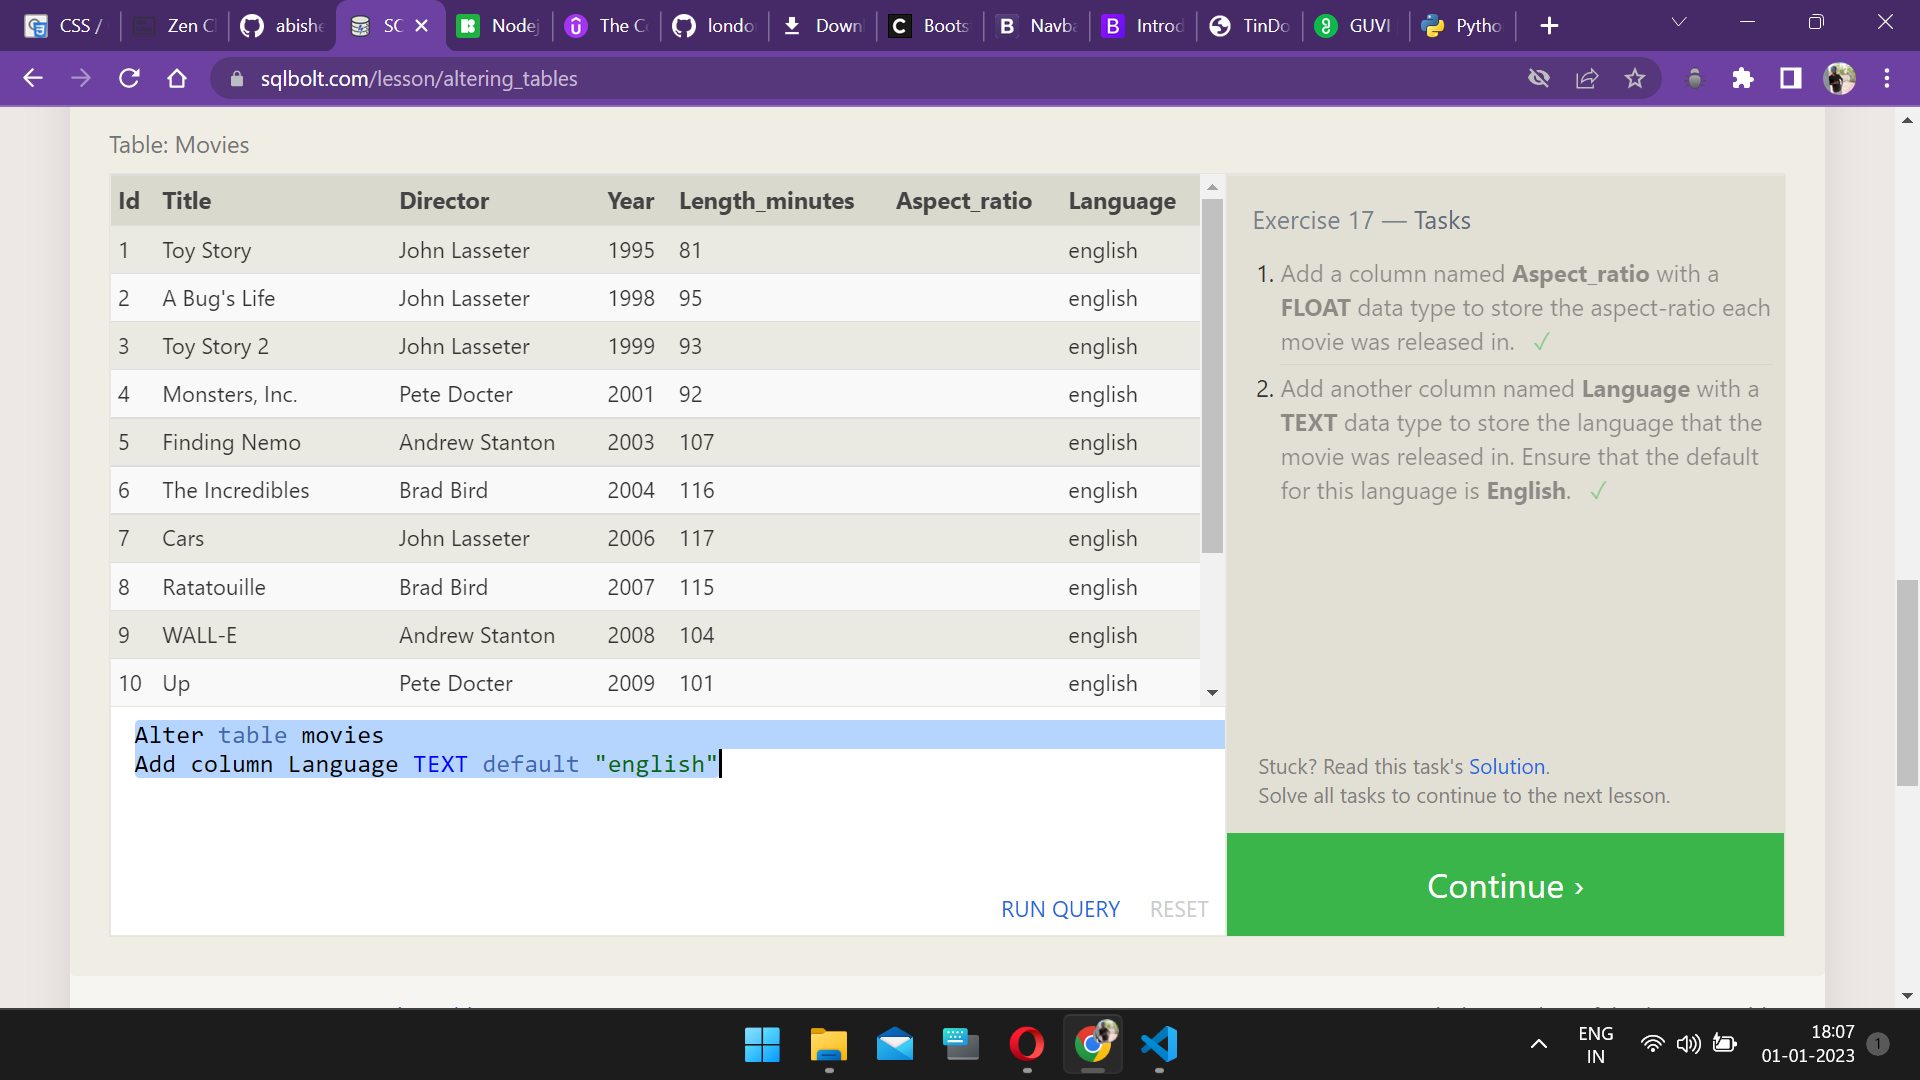 CSS / Zen C abishe SC Nodej The C londo Down Boots Navba Introd TinDo GUVI Pytho
sqlbolt.com/lesson/altering_tables
Table: Movies
Id Title Director Year Length_minutes Aspect_ratio Language
1 Toy Story John Lasseter 1995 81 english
2 A Bug's Life John Lasseter 1998 95 english
3 Toy Story 2 John Lasseter 1999 93 english
4 Monsters, Inc. Pete Docter 2001 92 english
5 Finding Nemo Andrew Stanton 2003 107 english
6 The Incredibles Brad Bird 2004 116 english
7 Cars John Lasseter 2006 117 english
8 Ratatouille Brad Bird 2007 115 english
9 WALL-E Andrew Stanton 2008 104 english
10 Up Pete Docter 2009 101 english
Alter table movies
Add column Language TEXT default "english"
RUN QUERY RESET
Exercise 17 — Tasks
1. Add a column named Aspect_ratio with a
FLOAT data type to store the aspect-ratio each
movie was released in. ✓
2. Add another column named Language with a
TEXT data type to store the language that the
movie was released in. Ensure that the default
for this language is English. ✓
Stuck? Read this task's Solution.
Solve all tasks to continue to the next lesson.
Continue ›
ENG
IN
18:07
01-01-2023
1